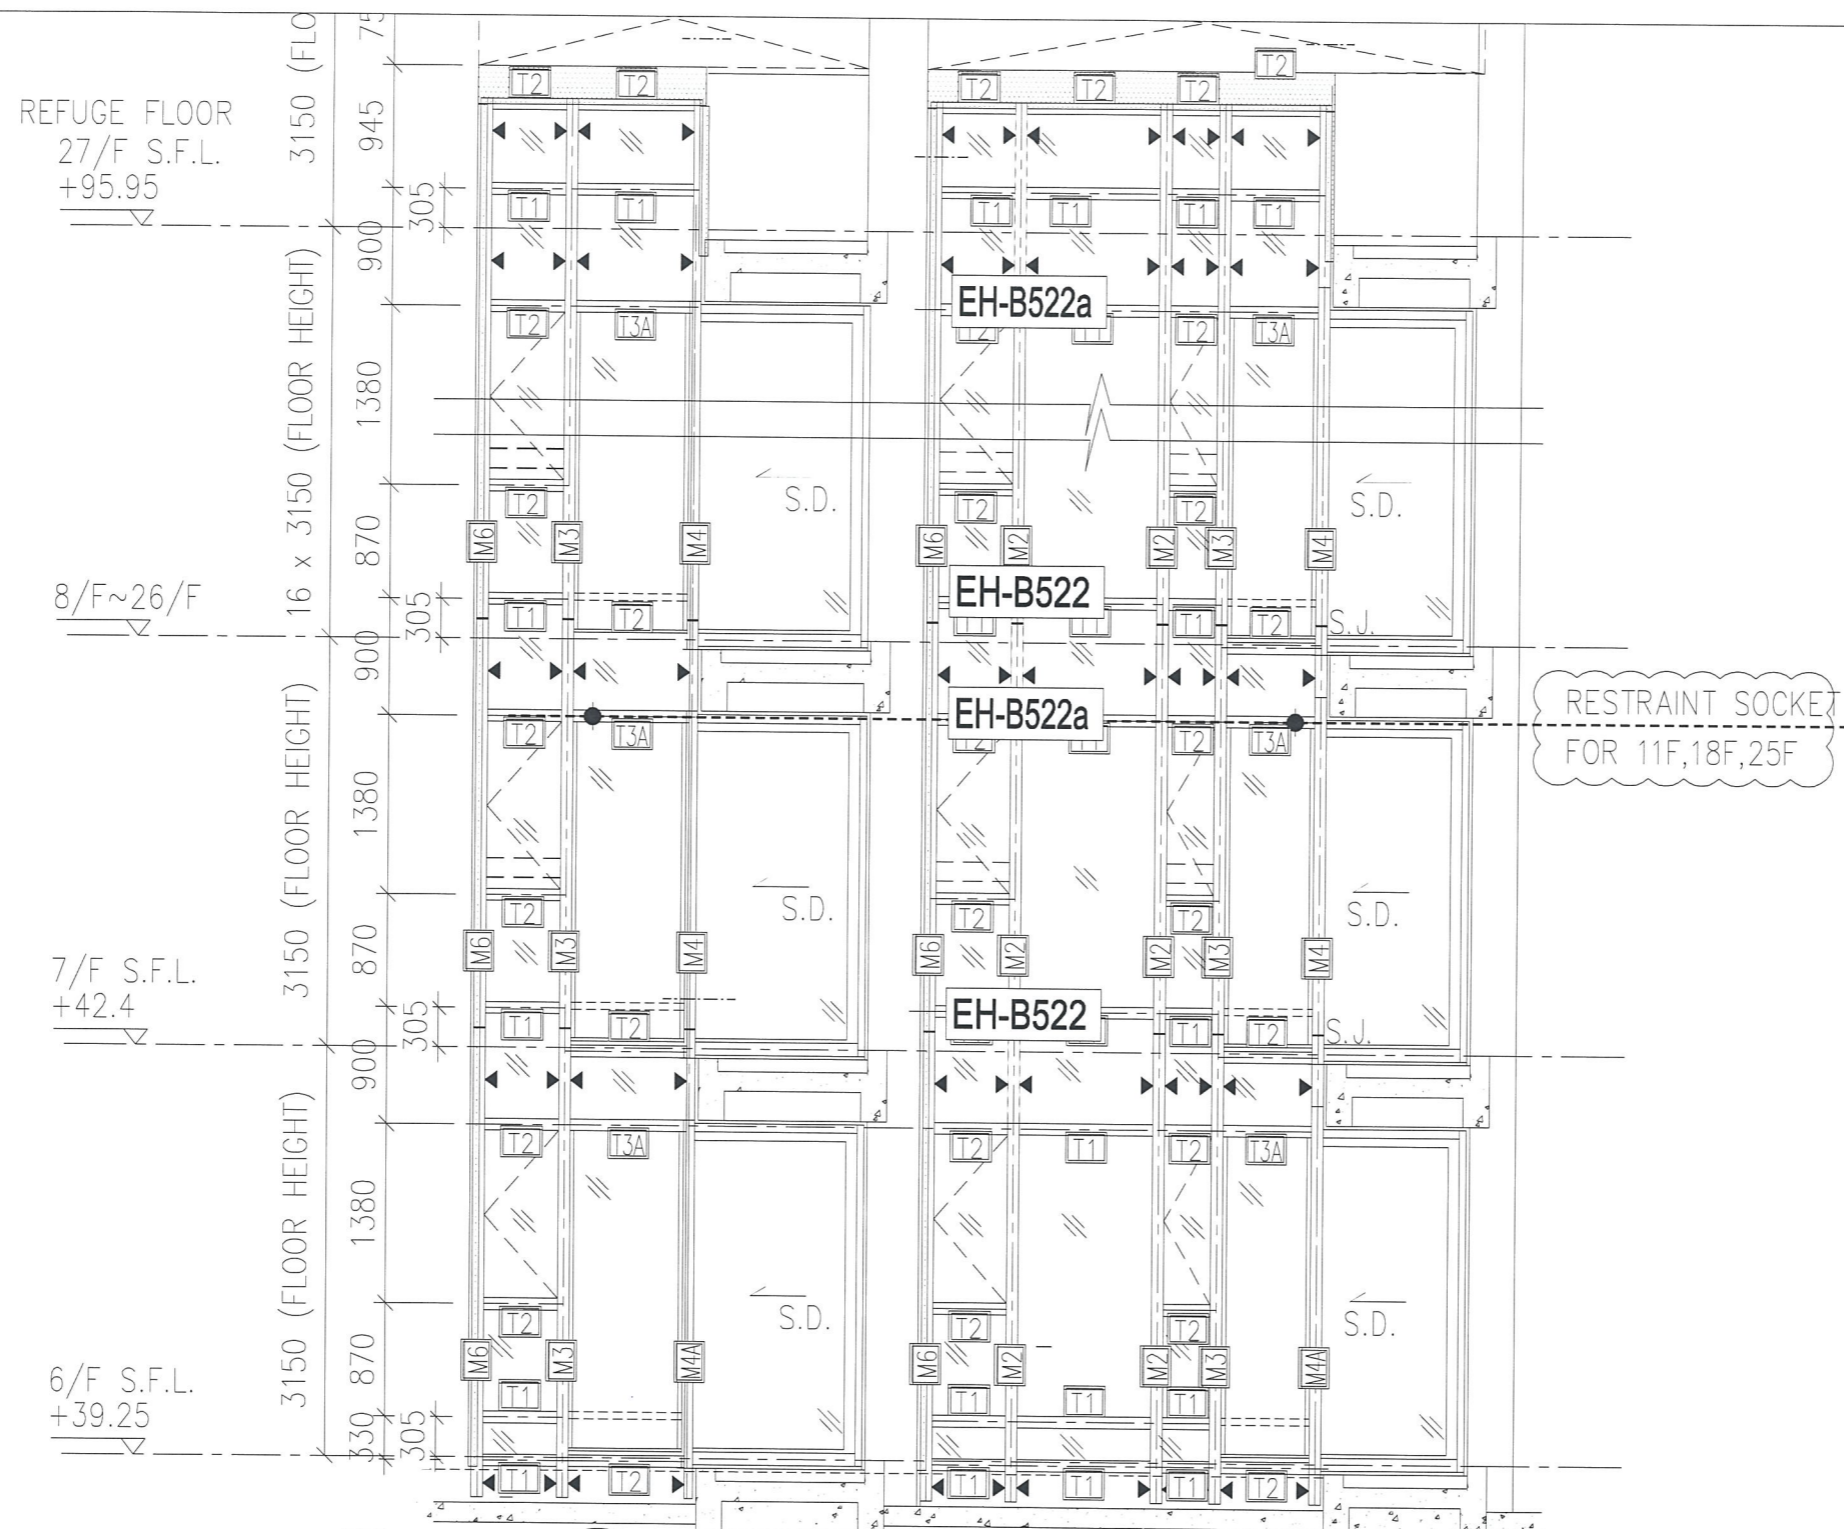 3150 (FLO
75
T2 T2 T2 T2 T2 T2
REFUGE FLOOR
27/F S.F.L.
+95.95
945
305
T1 T1 T1 T1 T1 T1
900
EH-B522a
T2 T3A T2 T3A
16 x 3150 (FLOOR HEIGHT)
1380
S.D. S.D.
T2 T2 T2
M6 M3 M4 M6 M2 M2 M3 M4
870
8/F~26/F
305
EH-B522
T1 T2 T1 T2 S.J.
900
EH-B522a
RESTRAINT SOCKET
FOR 11F,18F,25F
T2 T3A T2 T3A
3150 (FLOOR HEIGHT)
1380
S.D. S.D.
T2 T2 T2
M6 M3 M4 M6 M2 M2 M3 M4
870
7/F S.F.L.
+42.4
305
EH-B522
T1 T2 T1 T2 S.J.
900
T2 T3A T2 T1 T2 T3A
3150 (FLOOR HEIGHT)
1380
S.D. S.D.
T2 T2 T2
M6 M3 M4A M6 M2 M2 M3 M4A
870
6/F S.F.L.
+39.25
T1 T1 T1 T1
330
305
T1 T2 T1 T1 T1 T2